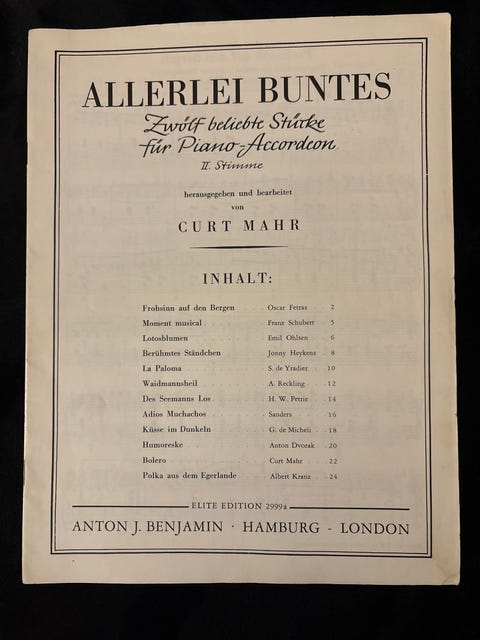 ALLERLEI BUNTES
Zwölf beliebte Stücke
für Piano-Accordeon
II. Stimme
herausgegeben und bearbeitet
von
CURT MAHR
INHALT:
Frohsinn auf den Bergen Oscar Fetras 2
Moment musical Franz Schubert 5
Lotosblumen Emil Ohlsen 6
Berühmtes Ständchen Jonny Heykens 8
La Paloma S. de Yradier 10
Waidmannsheil A. Reckling 12
Des Seemanns Los H. W. Petrie 14
Adios Muchachos Sanders 16
Küsse im Dunkeln G. de Micheli 18
Humoreske Anton Dvorak 20
Bolero Curt Mahr 22
Polka aus dem Egerlande Albert Kranz 24
ELITE EDITION 2999a
ANTON J. BENJAMIN · HAMBURG - LONDON